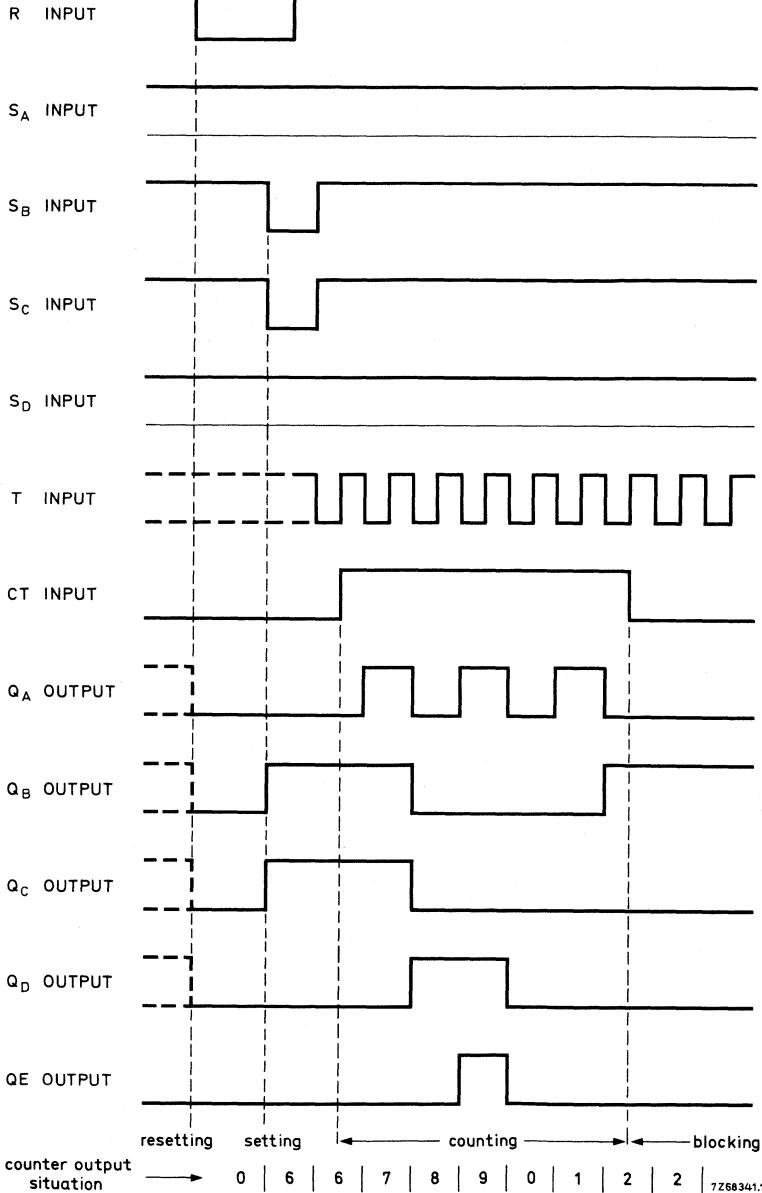 R INPUT
S_A INPUT
S_B INPUT
S_C INPUT
S_D INPUT
T INPUT
CT INPUT
Q_A OUTPUT
Q_B OUTPUT
Q_C OUTPUT
Q_D OUTPUT
QE OUTPUT
resetting setting counting blocking
counter output situation 0 6 6 7 8 9 0 1 2 2
7Z68341.